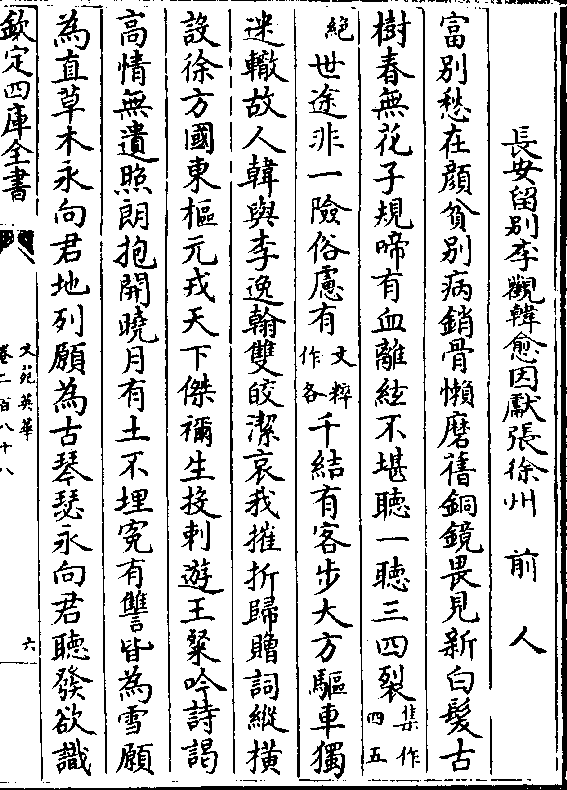 長安留別李觀韓愈因獻張徐州　前人
富別愁在顔貧別病銷骨懶磨舊銅鏡畏見新白髮古
樹春無花子規啼有血離絃不堪聽一聽三四裂集作四五
絕世途非一險俗慮有文粹作各千結有客步大方驅車獨
迷轍故人韓與李逸翰雙皎潔哀我摧折歸贈詞縱橫
設徐方國東樞元戎天下傑禰生投刺遊王粲吟詩謁
高情無遺照朗抱開曉月有土不埋寃有讐皆為雪願
為直草木永向君地列願為古琴瑟永向君聽發欲識
欽定四庫全書
文苑英華
卷二百八十八
六